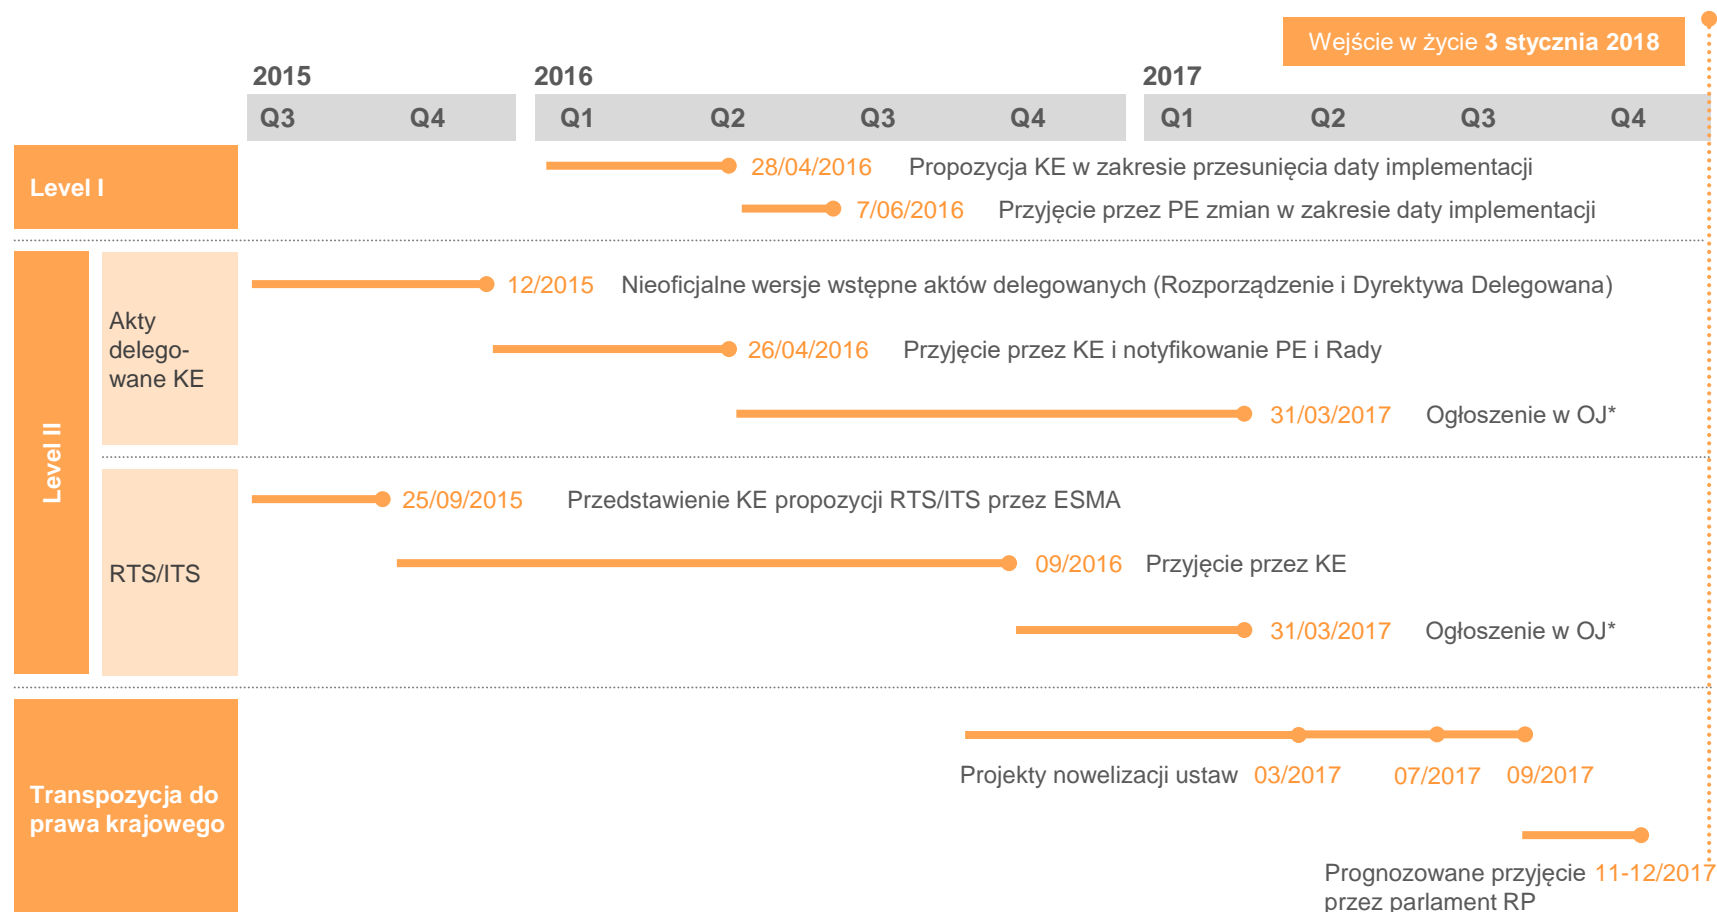 Wejście w życie 3 stycznia 2018
2015 2016 2017
Q3 Q4 Q1 Q2 Q3 Q4 Q1 Q2 Q3 Q4
Level I
28/04/2016 Propozycja KE w zakresie przesunięcia daty implementacji
7/06/2016 Przyjęcie przez PE zmian w zakresie daty implementacji
Level II
Akty
delego-
wane KE
12/2015 Nieoficjalne wersje wstępne aktów delegowanych (Rozporządzenie i Dyrektywa Delegowana)
26/04/2016 Przyjęcie przez KE i notyfikowanie PE i Rady
31/03/2017 Ogłoszenie w OJ*
RTS/ITS
25/09/2015 Przedstawienie KE propozycji RTS/ITS przez ESMA
09/2016 Przyjęcie przez KE
31/03/2017 Ogłoszenie w OJ*
Transpozycja do
prawa krajowego
Projekty nowelizacji ustaw 03/2017 07/2017 09/2017
Prognozowane przyjęcie 11-12/2017
przez parlament RP